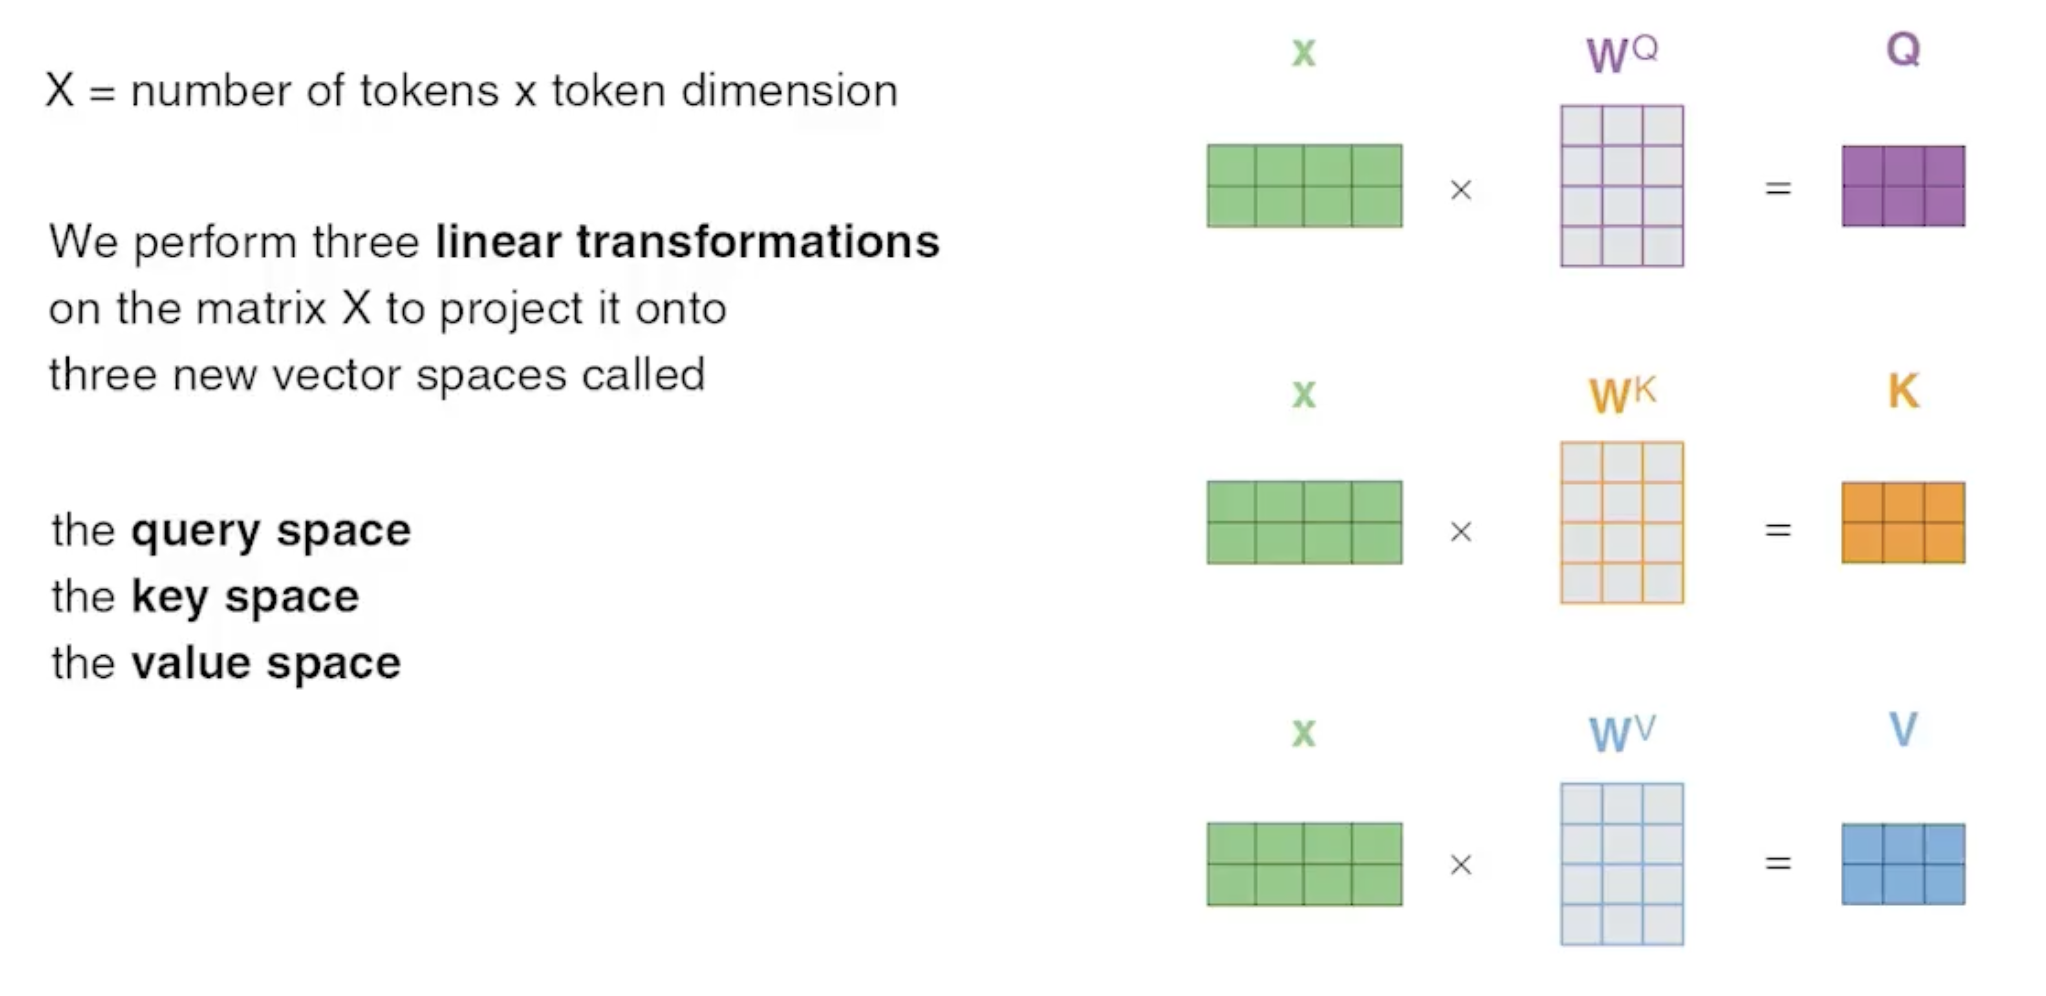 X = number of tokens x token dimension
We perform three linear transformations
on the matrix X to project it onto
three new vector spaces called
the query space
the key space
the value space
X W^Q Q
× =
X W^K K
× =
X W^V V
× =